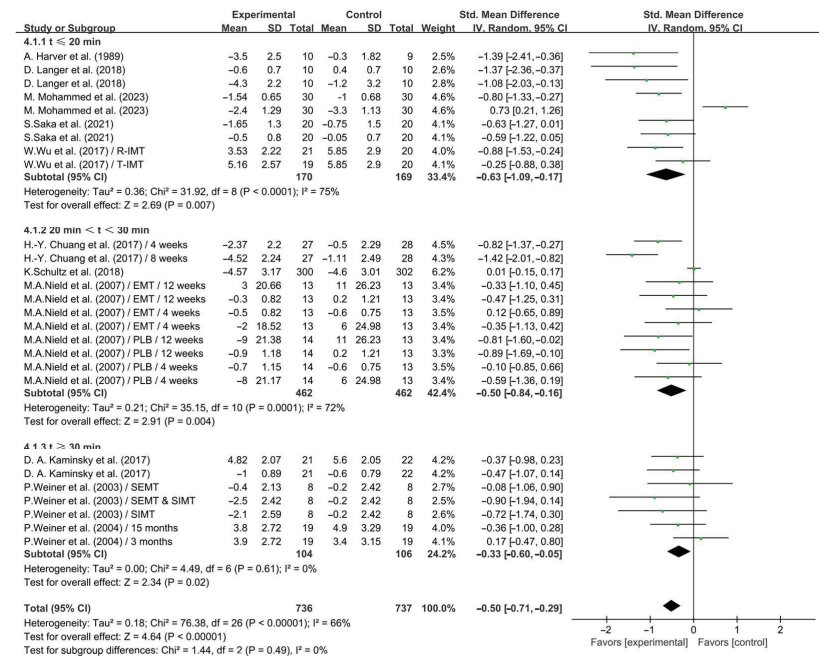 Experimental Control Std. Mean Difference Std. Mean Difference
Study or Subgroup Mean SD Total Mean SD Total Weight IV. Random. 95% CI IV. Random. 95% CI
4.1.1 t ⩽ 20 min
A. Harver et al. (1989) −3.5 2.5 10 −0.3 1.82 9 2.5% −1.39 [−2.41, −0.36]
D. Langer et al. (2018) −0.6 0.7 10 0.4 0.7 10 2.5% −1.37 [−2.36, −0.37]
D. Langer et al. (2018) −4.3 2.2 10 −1.2 3.2 10 2.7% −1.08 [−2.03, −0.13]
M. Mohammed et al. (2023) −1.54 0.65 30 −1 0.68 30 4.6% −0.80 [−1.33, −0.27]
M. Mohammed et al. (2023) −2.4 1.29 30 −3.3 1.13 30 4.6% 0.73 [0.21, 1.26]
S.Saka et al. (2021) −1.65 1.3 20 −0.75 1.5 20 4.1% −0.63 [−1.27, 0.01]
S.Saka et al. (2021) −0.5 0.8 20 −0.05 0.7 20 4.1% −0.59 [−1.22, 0.05]
W.Wu et al. (2017) / R-IMT 3.53 2.22 21 5.85 2.9 20 4.0% −0.88 [−1.53, −0.24]
W.Wu et al. (2017) / T-IMT 5.16 2.57 19 5.85 2.9 20 4.2% −0.25 [−0.88, 0.38]
Subtotal (95% CI) 170 169 33.4% −0.63 [−1.09, −0.17]
Heterogeneity: Tau² = 0.36; Chi² = 31.92, df = 8 (P < 0.0001); I² = 75%
Test for overall effect: Z = 2.69 (P = 0.007)
4.1.2 20 min < t < 30 min
H.-Y. Chuang et al. (2017) / 4 weeks −2.37 2.2 27 −0.5 2.29 28 4.5% −0.82 [−1.37, −0.27]
H.-Y. Chuang et al. (2017) / 8 weeks −4.52 2.24 27 −1.11 2.49 28 4.2% −1.42 [−2.01, −0.82]
K.Schultz et al. (2018) −4.57 3.17 300 −4.6 3.01 302 6.2% 0.01 [−0.15, 0.17]
M.A.Nield et al. (2007) / EMT / 12 weeks 3 20.66 13 11 26.23 13 3.4% −0.33 [−1.10, 0.45]
M.A.Nield et al. (2007) / EMT / 12 weeks −0.3 0.82 13 0.2 1.21 13 3.4% −0.47 [−1.25, 0.31]
M.A.Nield et al. (2007) / EMT / 4 weeks −0.5 0.82 13 −0.6 0.75 13 3.4% 0.12 [−0.65, 0.89]
M.A.Nield et al. (2007) / EMT / 4 weeks −2 18.52 13 6 24.98 13 3.4% −0.35 [−1.13, 0.42]
M.A.Nield et al. (2007) / PLB / 12 weeks −9 21.38 14 11 26.23 13 3.4% −0.81 [−1.60, −0.02]
M.A.Nield et al. (2007) / PLB / 12 weeks −0.9 1.18 14 0.2 1.21 13 3.3% −0.89 [−1.69, −0.10]
M.A.Nield et al. (2007) / PLB / 4 weeks −0.7 1.15 14 −0.6 0.75 13 3.5% −0.10 [−0.85, 0.66]
M.A.Nield et al. (2007) / PLB / 4 weeks −8 21.17 14 6 24.98 13 3.4% −0.59 [−1.36, 0.19]
Subtotal (95% CI) 462 462 42.4% −0.50 [−0.84, −0.16]
Heterogeneity: Tau² = 0.21; Chi² = 35.15, df = 10 (P = 0.0001); I² = 72%
Test for overall effect: Z = 2.91 (P = 0.004)
4.1.3 t ⩾ 30 min
D. A. Kaminsky et al. (2017) 4.82 2.07 21 5.6 2.05 22 4.2% −0.37 [−0.98, 0.23]
D. A. Kaminsky et al. (2017) −1 0.89 21 −0.6 0.79 22 4.2% −0.47 [−1.07, 0.14]
P.Weiner et al. (2003) / SEMT −0.4 2.13 8 −0.2 2.42 8 2.7% −0.08 [−1.06, 0.90]
P.Weiner et al. (2003) / SEMT & SIMT −2.5 2.42 8 −0.2 2.42 8 2.5% −0.90 [−1.94, 0.14]
P.Weiner et al. (2003) / SIMT −2.1 2.59 8 −0.2 2.42 8 2.5% −0.72 [−1.74, 0.30]
P.Weiner et al. (2004) / 15 months 3.8 2.72 19 4.9 3.29 19 4.0% −0.36 [−1.00, 0.28]
P.Weiner et al. (2004) / 3 months 3.9 2.72 19 3.4 3.15 19 4.1% 0.17 [−0.47, 0.80]
Subtotal (95% CI) 104 106 24.2% −0.33 [−0.60, −0.05]
Heterogeneity: Tau² = 0.00; Chi² = 4.49, df = 6 (P = 0.61); I² = 0%
Test for overall effect: Z = 2.34 (P = 0.02)
Total (95% CI) 736 737 100.0% −0.50 [−0.71, −0.29]
Heterogeneity: Tau² = 0.18; Chi² = 76.38, df = 26 (P < 0.00001); I² = 66%
Test for overall effect: Z = 4.64 (P < 0.00001)
Test for subgroup differences: Chi² = 1.44, df = 2 (P = 0.49), I² = 0%
−2 −1 0 1 2
Favors [experimental] Favors [control]